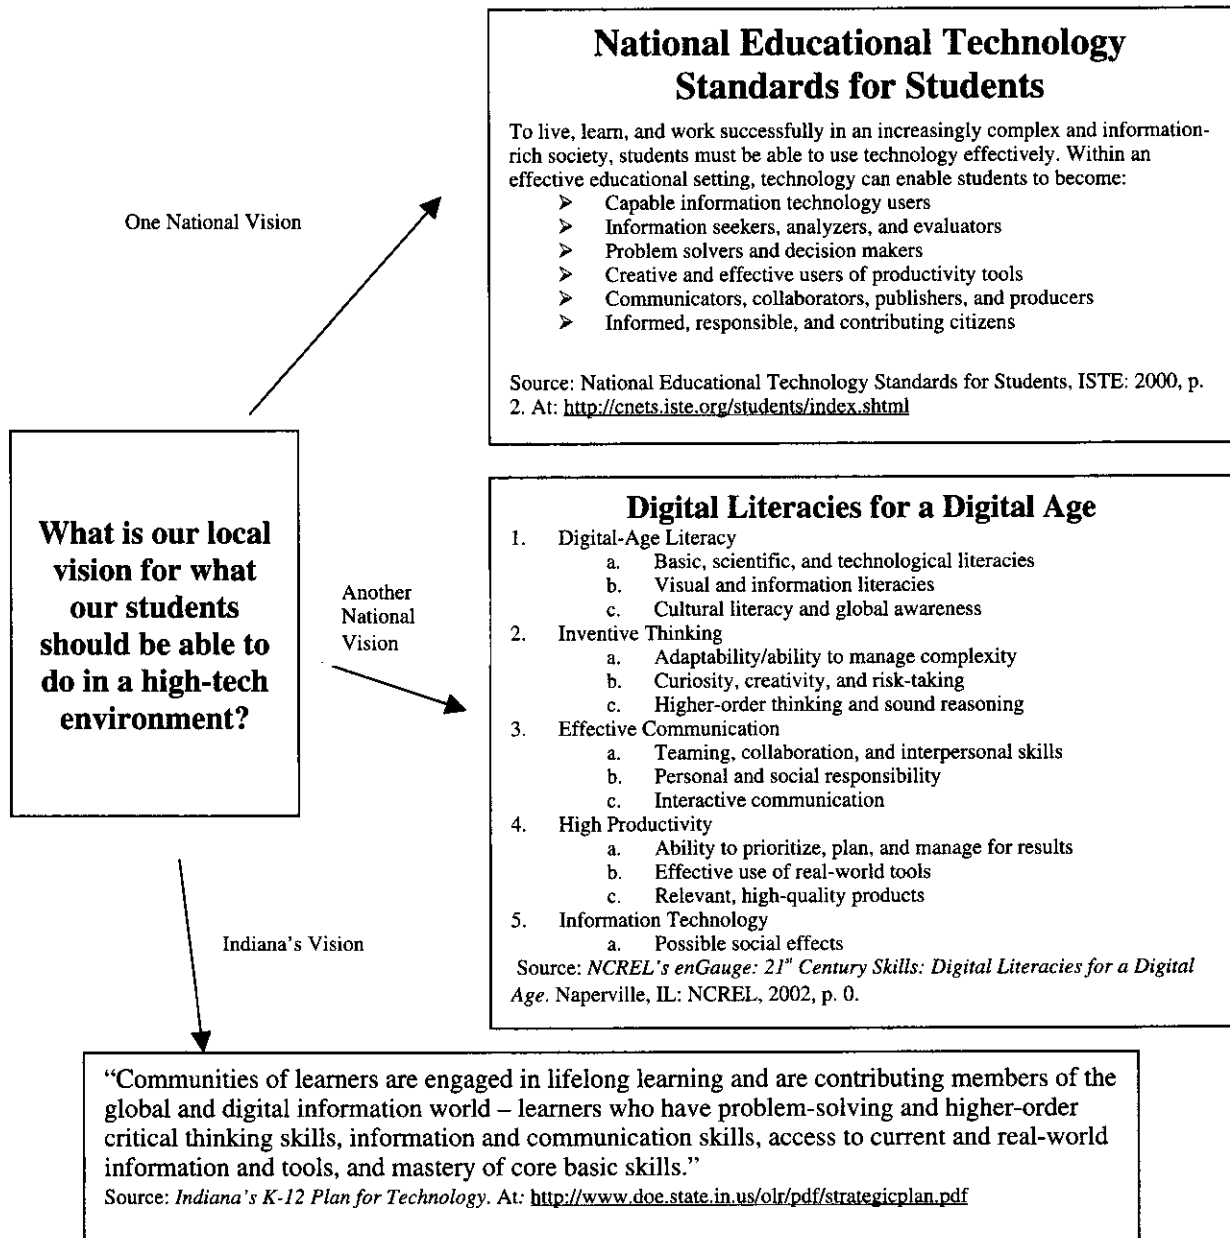 National Educational Technology
Standards for Students
To live, learn, and work successfully in an increasingly complex and information-
rich society, students must be able to use technology effectively. Within an
effective educational setting, technology can enable students to become:
➢ Capable information technology users
➢ Information seekers, analyzers, and evaluators
➢ Problem solvers and decision makers
➢ Creative and effective users of productivity tools
➢ Communicators, collaborators, publishers, and producers
➢ Informed, responsible, and contributing citizens
Source: National Educational Technology Standards for Students, ISTE: 2000, p.
2. At: http://cnets.iste.org/students/index.shtml
One National Vision
What is our local
vision for what
our students
should be able to
do in a high-tech
environment?
Another
National
Vision
Digital Literacies for a Digital Age
1. Digital-Age Literacy
a. Basic, scientific, and technological literacies
b. Visual and information literacies
c. Cultural literacy and global awareness
2. Inventive Thinking
a. Adaptability/ability to manage complexity
b. Curiosity, creativity, and risk-taking
c. Higher-order thinking and sound reasoning
3. Effective Communication
a. Teaming, collaboration, and interpersonal skills
b. Personal and social responsibility
c. Interactive communication
4. High Productivity
a. Ability to prioritize, plan, and manage for results
b. Effective use of real-world tools
c. Relevant, high-quality products
5. Information Technology
a. Possible social effects
Source: NCREL's enGauge: 21st Century Skills: Digital Literacies for a Digital
Age. Naperville, IL: NCREL, 2002, p. 0.
Indiana's Vision
“Communities of learners are engaged in lifelong learning and are contributing members of the
global and digital information world – learners who have problem-solving and higher-order
critical thinking skills, information and communication skills, access to current and real-world
information and tools, and mastery of core basic skills.”
Source: Indiana's K-12 Plan for Technology. At: http://www.doe.state.in.us/olr/pdf/strategicplan.pdf